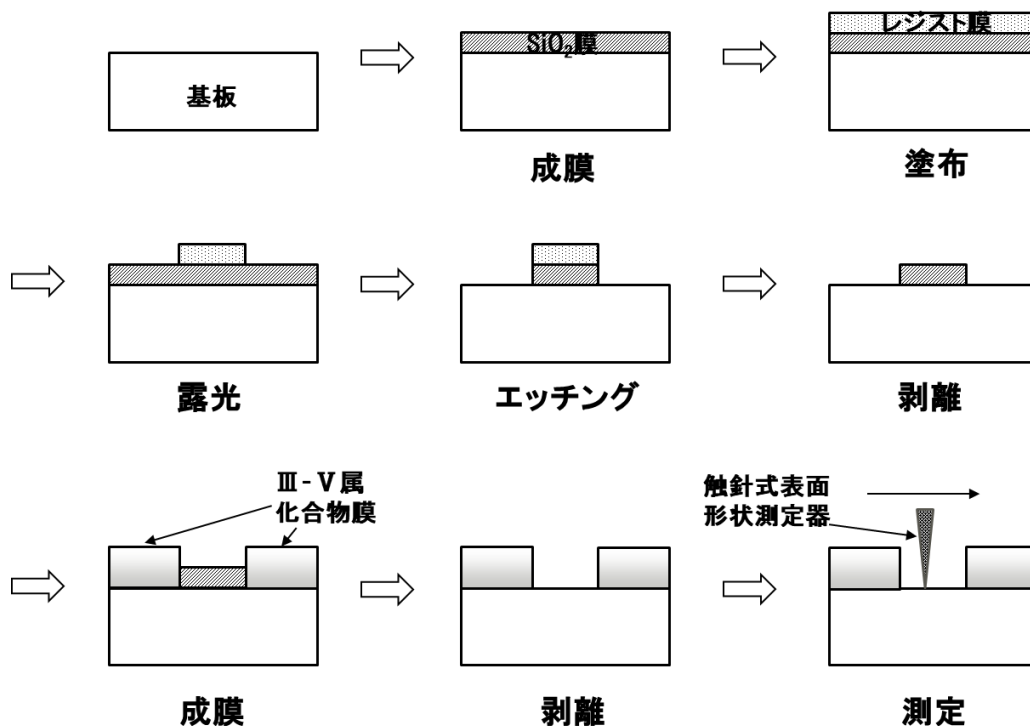 基板
SiO₂膜
レジスト膜
成膜
塗布
露光
エッチング
剥離
Ⅲ-Ⅴ属
化合物膜
触針式表面
形状測定器
成膜
剥離
測定